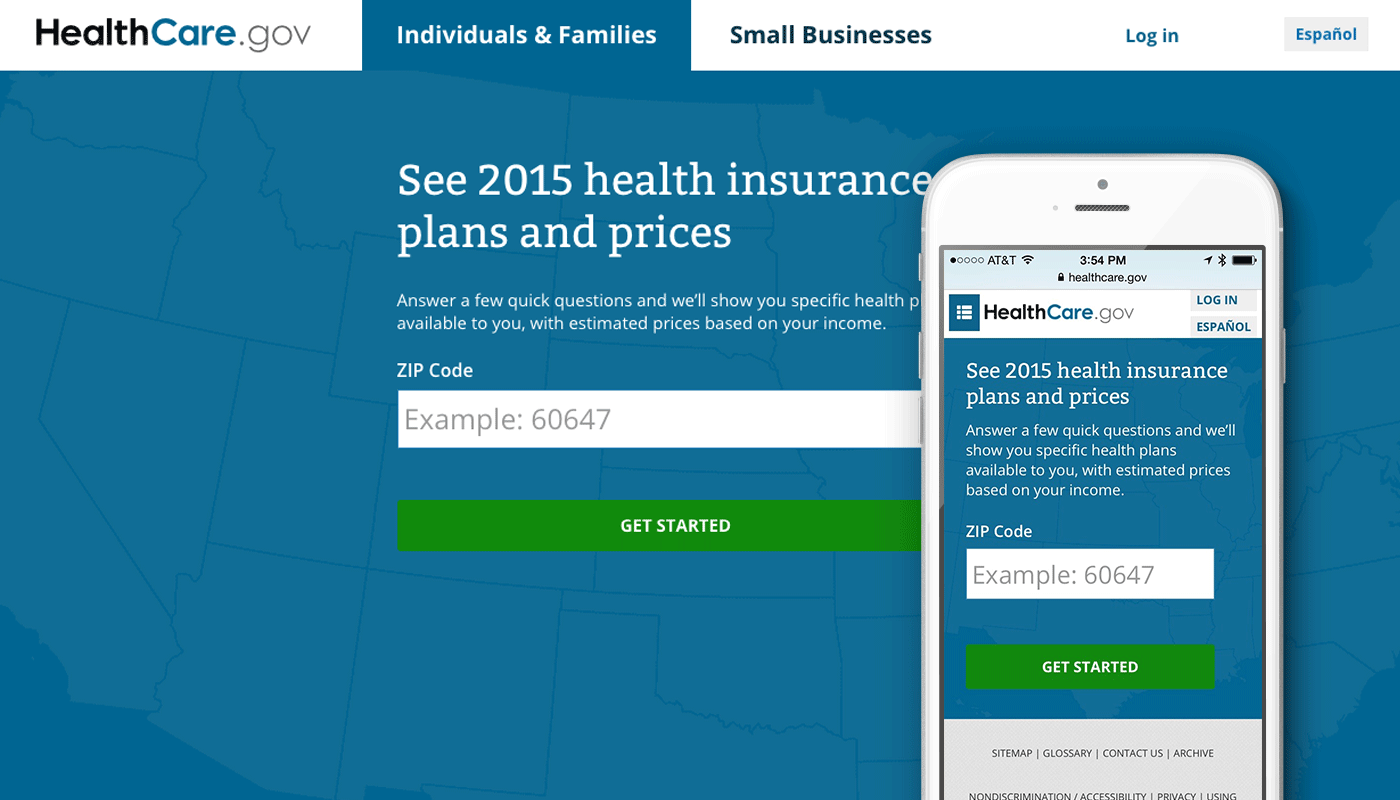 HealthCare.gov
Individuals & Families
Small Businesses
Log in
Español
See 2015 health insurance
plans and prices
Answer a few quick questions and we’ll show you specific health p
available to you, with estimated prices based on your income.
ZIP Code
Example: 60647
GET STARTED
AT&T 3:54 PM
healthcare.gov
HealthCare.gov
LOG IN
ESPAÑOL
See 2015 health insurance
plans and prices
Answer a few quick questions and we’ll
show you specific health plans
available to you, with estimated prices
based on your income.
ZIP Code
Example: 60647
GET STARTED
SITEMAP | GLOSSARY | CONTACT US | ARCHIVE
NONDISCRIMINATION / ACCESSIBILITY | PRIVACY | USING